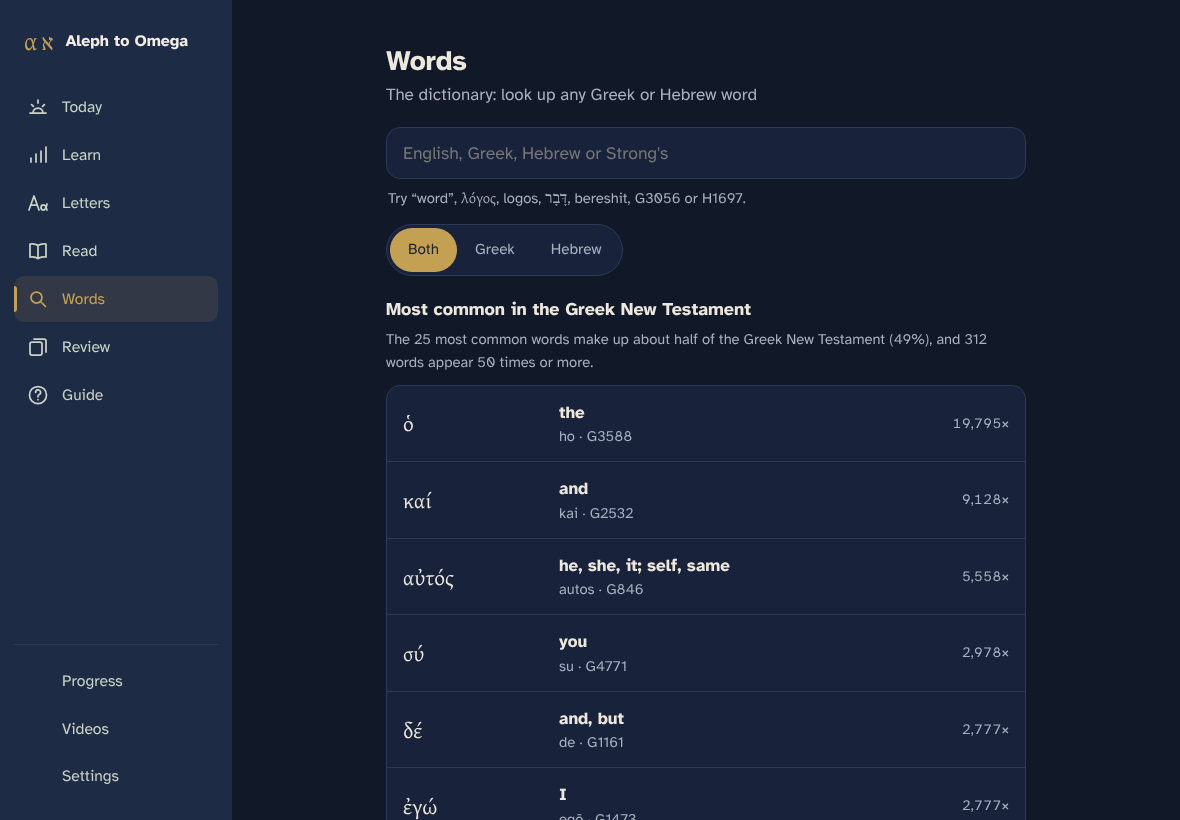 α א Aleph to Omega
Today
Learn
Letters
Read
Words
Review
Guide
Progress
Videos
Settings
Words
The dictionary: look up any Greek or Hebrew word
English, Greek, Hebrew or Strong's
Try “word”, λόγος, logos, דָּבָר, bereshit, G3056 or H1697.
Both Greek Hebrew
Most common in the Greek New Testament
The 25 most common words make up about half of the Greek New Testament (49%), and 312
words appear 50 times or more.
ὁ
the
ho · G3588
19,795×
καί
and
kai · G2532
9,128×
αὐτός
he, she, it; self, same
autos · G846
5,558×
σύ
you
su · G4771
2,978×
δέ
and, but
de · G1161
2,777×
ἐγώ
I
egō · G1473
2,777×